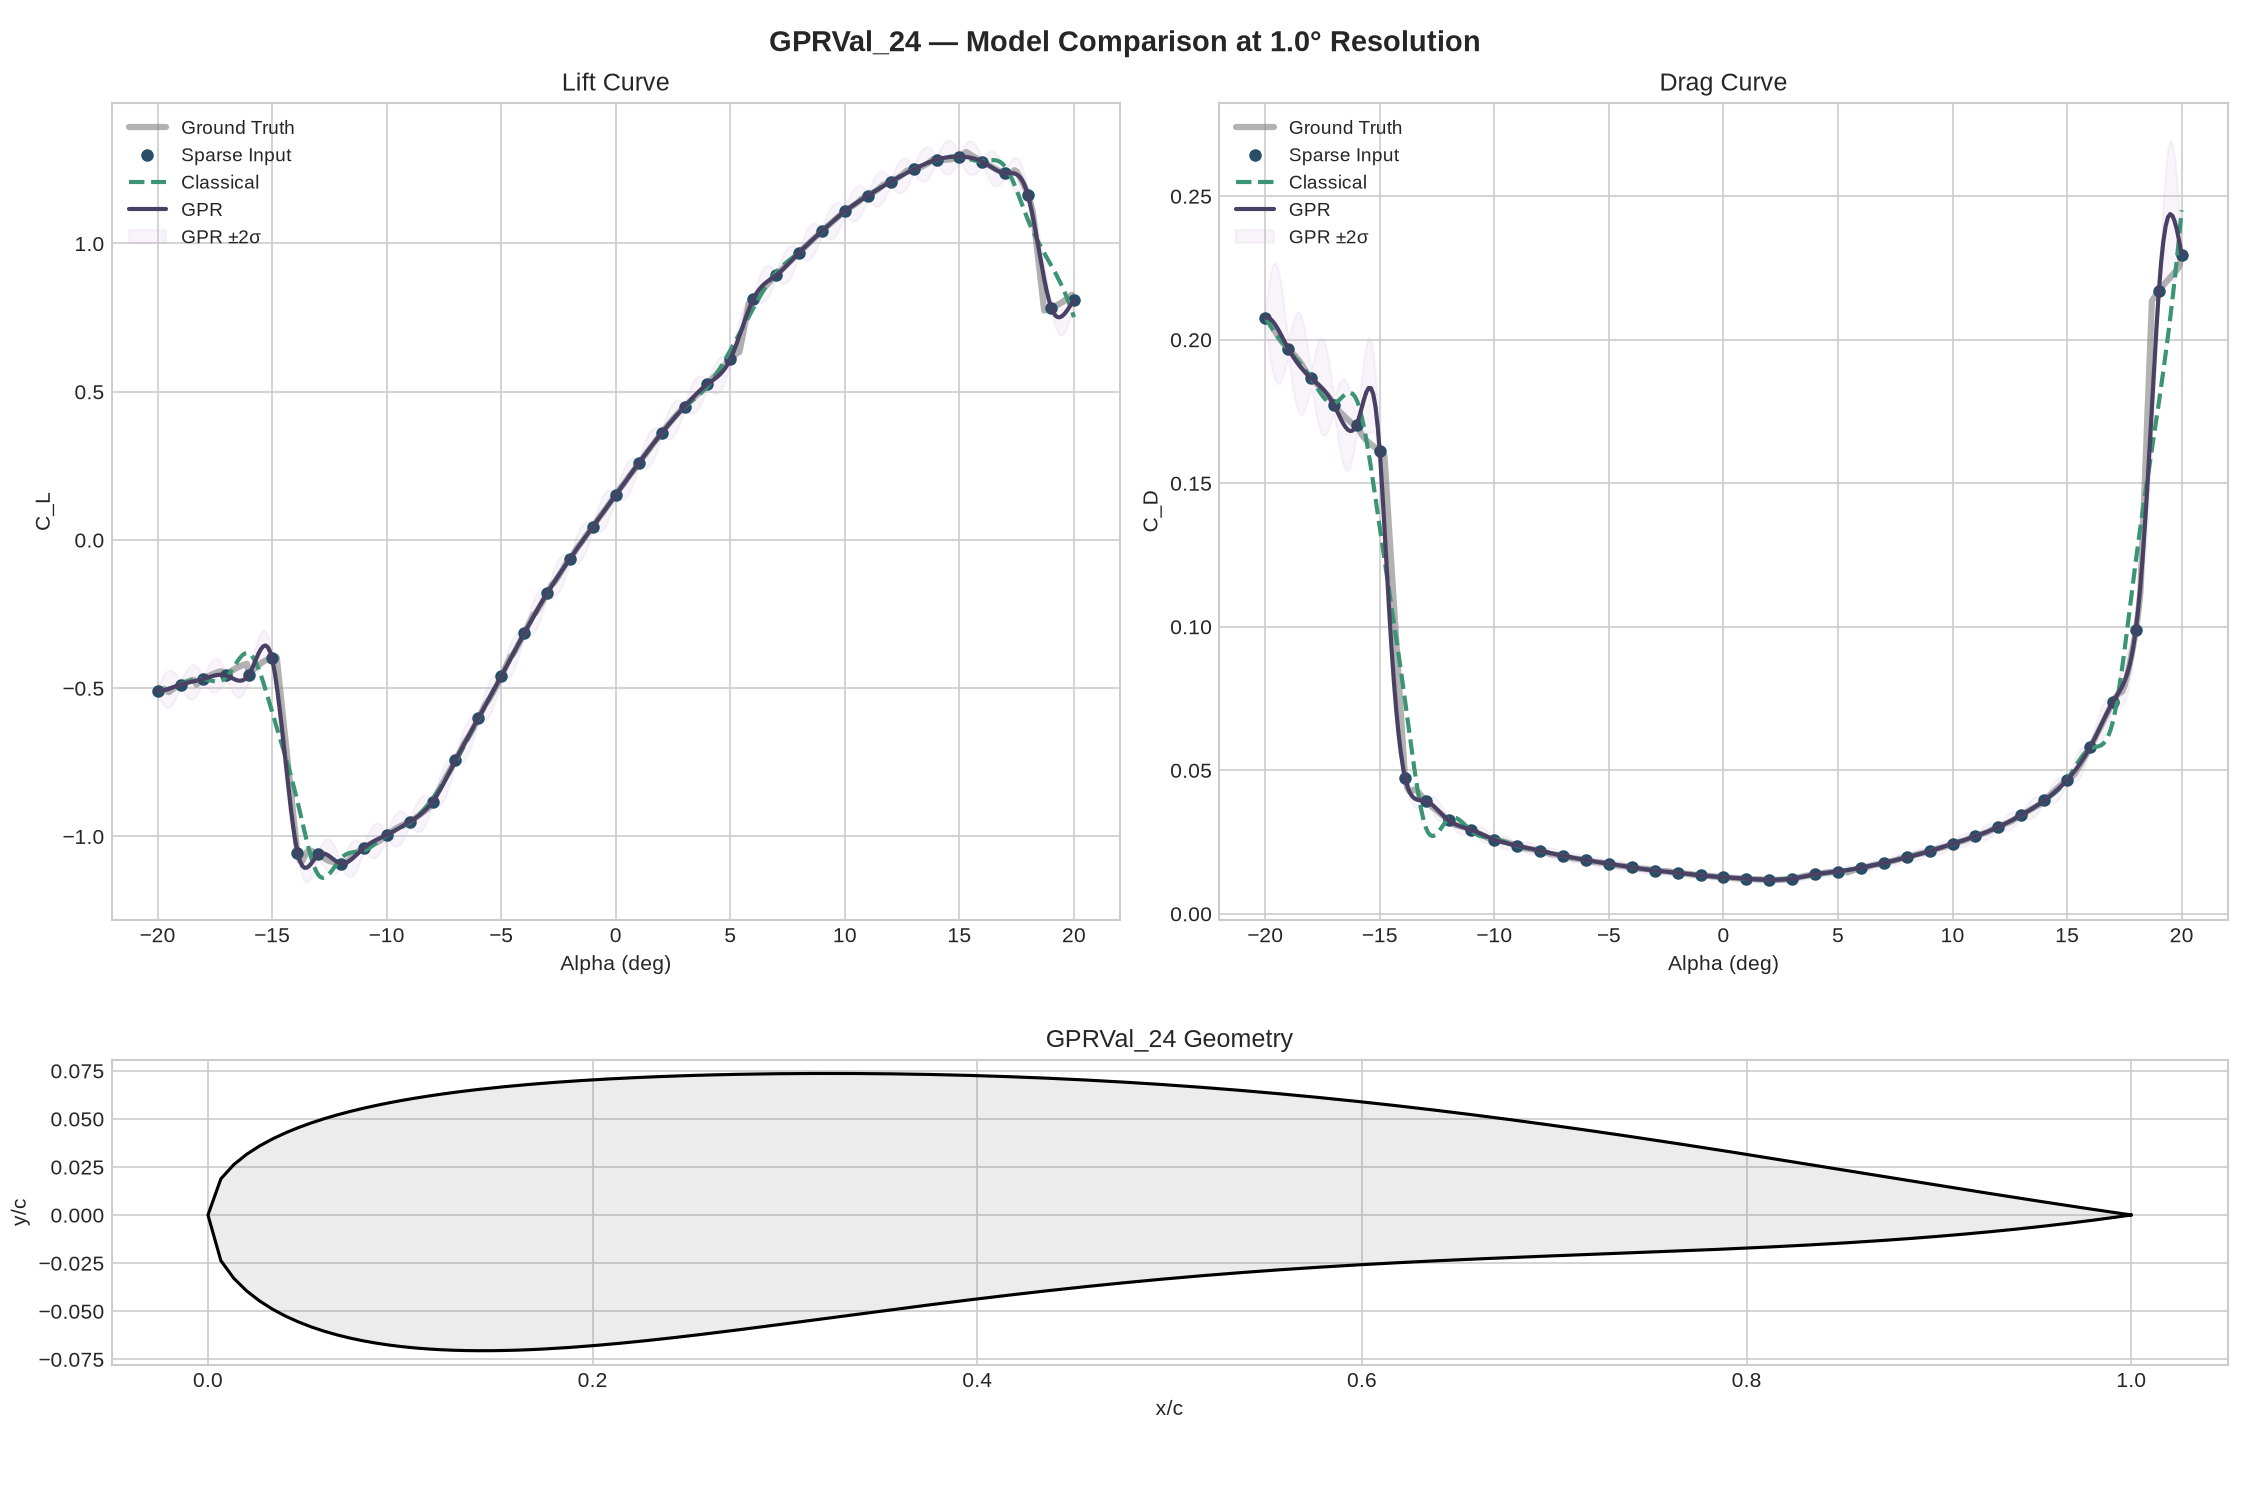 GPRVal_24 — Model Comparison at 1.0° Resolution
Lift Curve
Ground Truth
Sparse Input
Classical
GPR
GPR ±2σ
1.0
0.5
0.0
−0.5
−1.0
C_L
−20
−15
−10
−5
0
5
10
15
20
Alpha (deg)
Drag Curve
Ground Truth
Sparse Input
Classical
GPR
GPR ±2σ
0.25
0.20
0.15
0.10
0.05
0.00
C_D
−20
−15
−10
−5
0
5
10
15
20
Alpha (deg)
GPRVal_24 Geometry
0.075
0.050
0.025
0.000
−0.025
−0.050
−0.075
y/c
0.0
0.2
0.4
0.6
0.8
1.0
x/c